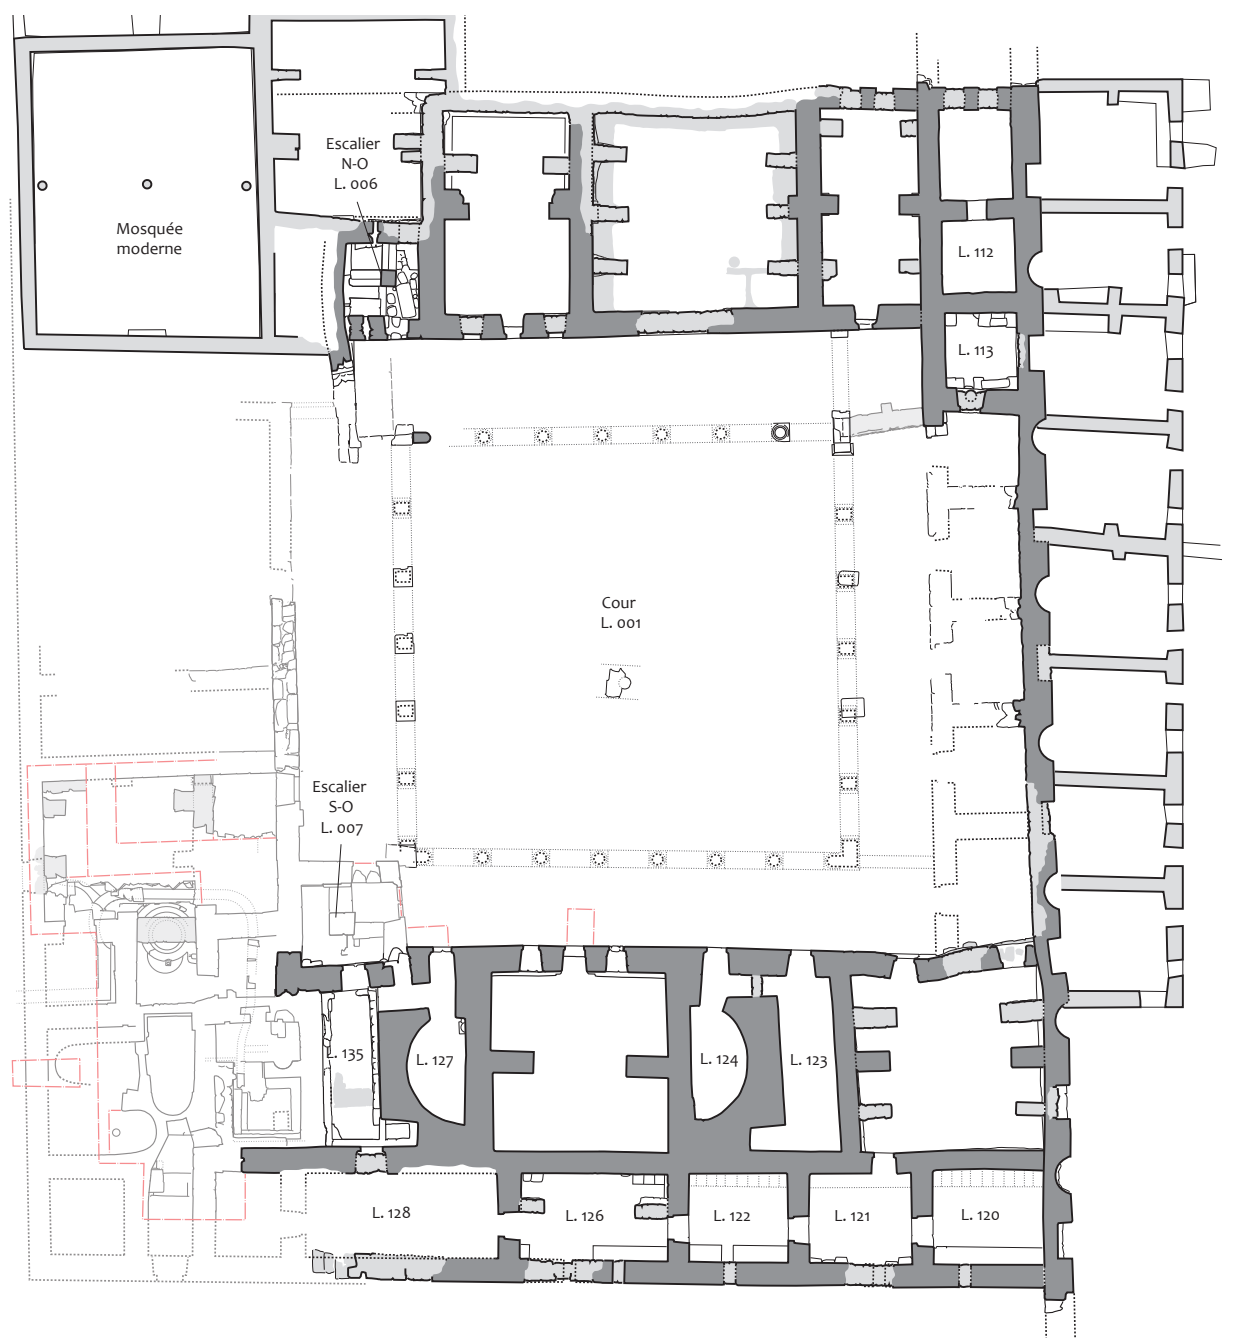 Escalier
N-O
L. 006
Mosquée
moderne
L. 112
L. 113
Cour
L. 001
Escalier
S-O
L. 007
L. 135
L. 127
L. 124
L. 123
L. 128
L. 126
L. 122
L. 121
L. 120